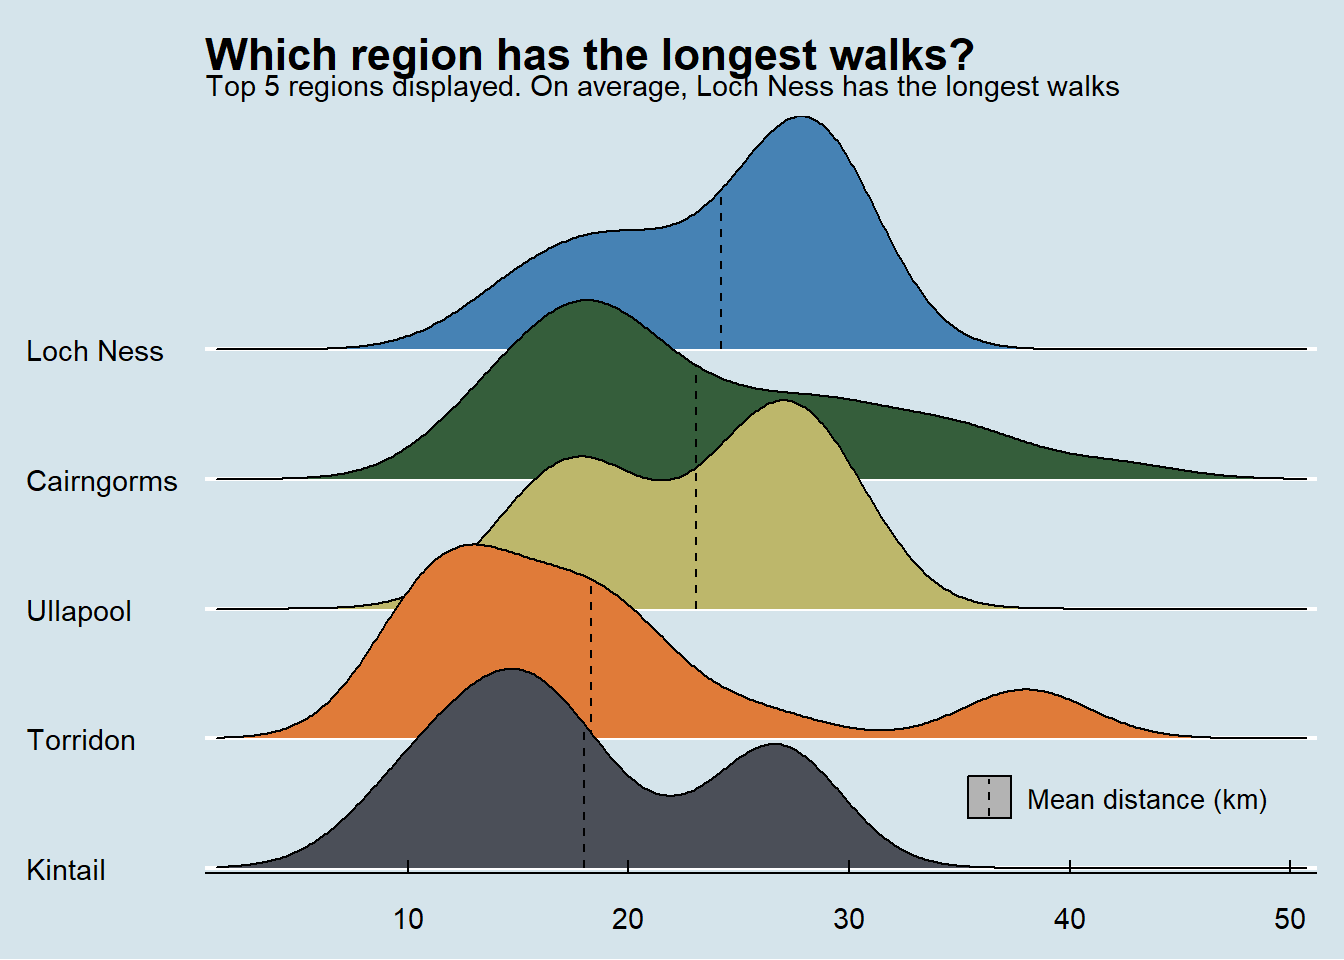 Which region has the longest walks?
Top 5 regions displayed. On average, Loch Ness has the longest walks
Loch Ness
Cairngorms
Ullapool
Torridon
Mean distance (km)
Kintail
10 20 30 40 50